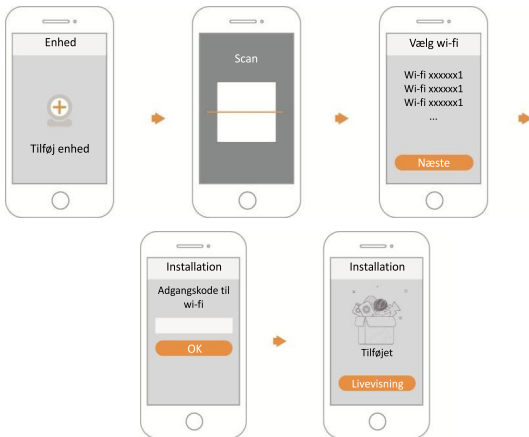 Enhed
Tilføj enhed
Scan
Vælg wi-fi
Wi-fi xxxxxx1
Wi-fi xxxxxx1
Wi-fi xxxxxx1
...
Næste
Installation
Adgangskode til
wi-fi
OK
Installation
Tilføjet
Livevisning